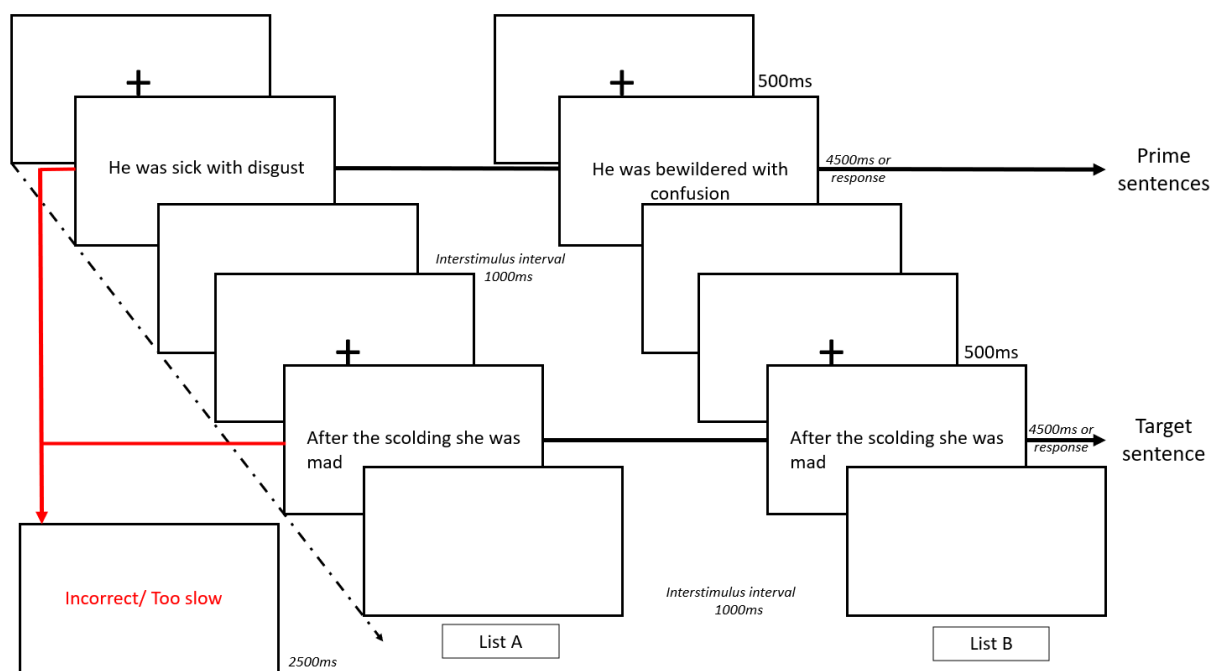 500ms
He was sick with disgust
He was bewildered with
confusion
4500ms or
response
Prime
sentences
Interstimulus interval
1000ms
500ms
After the scolding she was
mad
After the scolding she was
mad
4500ms or
response
Target
sentence
Incorrect/ Too slow
2500ms
Interstimulus interval
1000ms
List A
List B